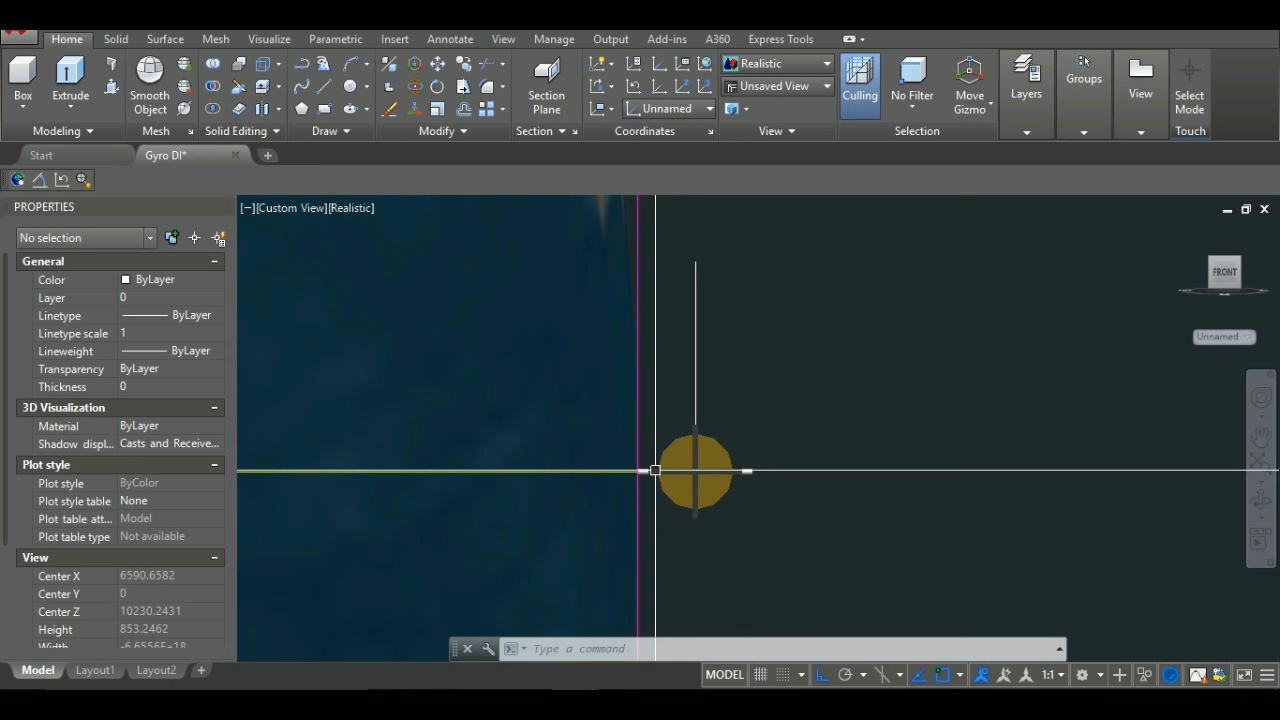 Home Solid Surface Mesh Visualize Parametric Insert Annotate View Manage Output Add-ins A360 Express Tools
Box Extrude Smooth Object Section Plane Realistic Unsaved View Unnamed Culling No Filter Move Gizmo Layers Groups View Select Mode
Modeling Mesh Solid Editing Draw Modify Section Coordinates View Selection Touch
Start Gyro DI*
PROPERTIES
[−][Custom View][Realistic]
No selection
General
Color ByLayer
Layer 0
Linetype ByLayer
Linetype scale 1
Lineweight ByLayer
Transparency ByLayer
Thickness 0
3D Visualization
Material ByLayer
Shadow displ... Casts and Receive...
Plot style
Plot style ByColor
Plot style table None
Plot table att... Model
Plot table type Not available
View
Center X 6590.6582
Center Y 0
Center Z 10230.2431
Height 853.2462
Width -6.6556E+18
FRONT
Unnamed
Type a command
Model Layout1 Layout2
MODEL 1:1